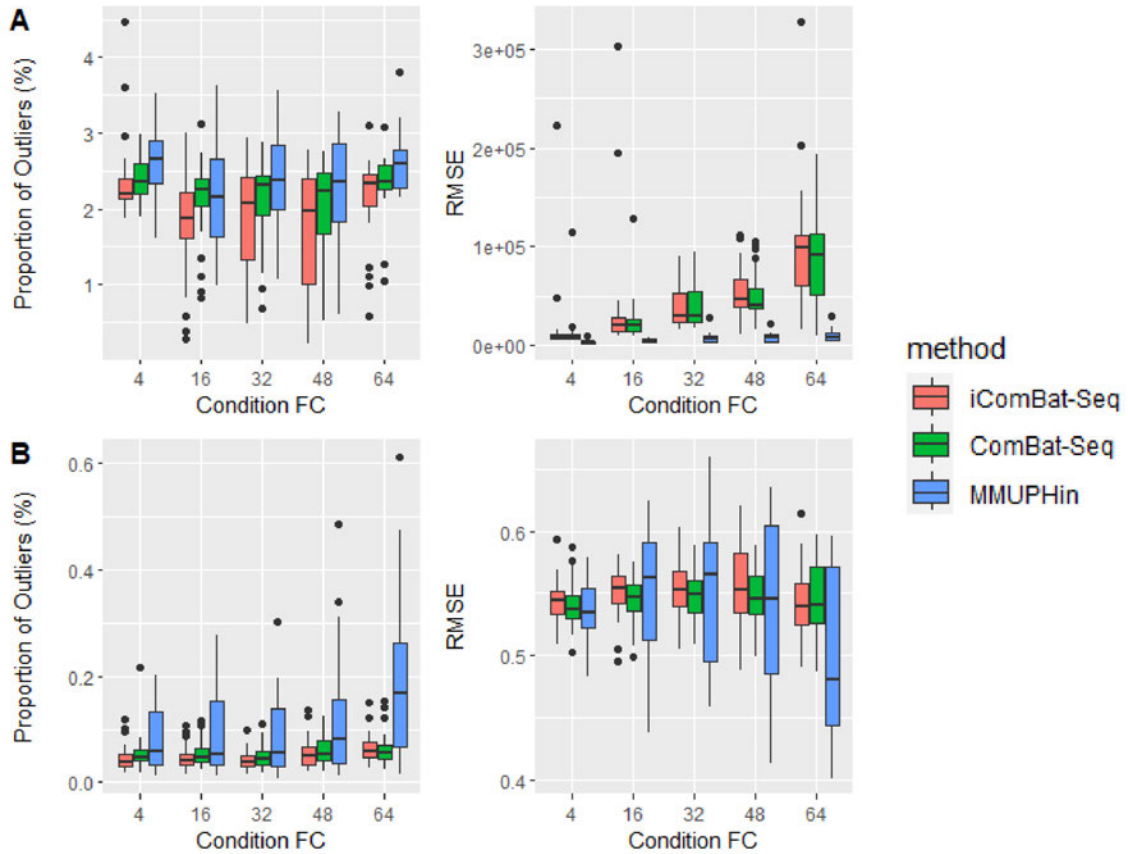 A
Proportion of Outliers (%)
4
3
2
1
4 16 32 48 64
Condition FC
RMSE
3e+05
2e+05
1e+05
0e+00
4 16 32 48 64
Condition FC
method
iComBat-Seq
ComBat-Seq
MMUPHin
B
Proportion of Outliers (%)
0.6
0.4
0.2
0.0
4 16 32 48 64
Condition FC
RMSE
0.6
0.5
0.4
4 16 32 48 64
Condition FC